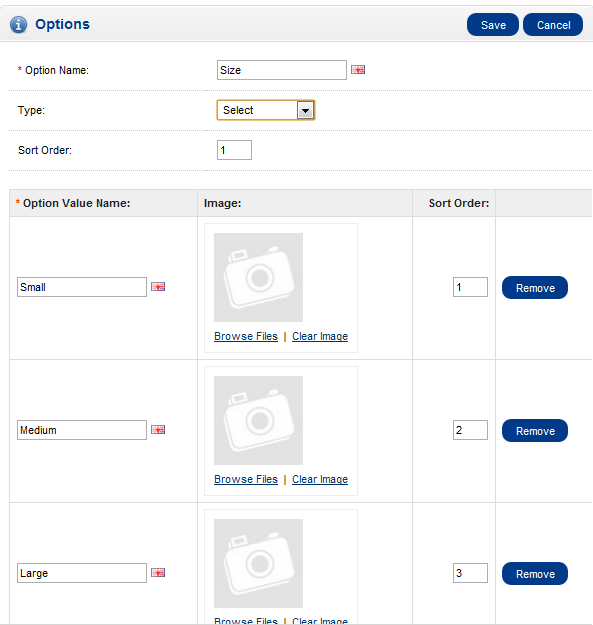 Options Save Cancel
* Option Name: Size
Type: Select
Sort Order: 1
* Option Value Name: Image: Sort Order:
Small 1 Remove
Browse Files | Clear Image
Medium 2 Remove
Browse Files | Clear Image
Large 3 Remove
Browse Files | Clear Image